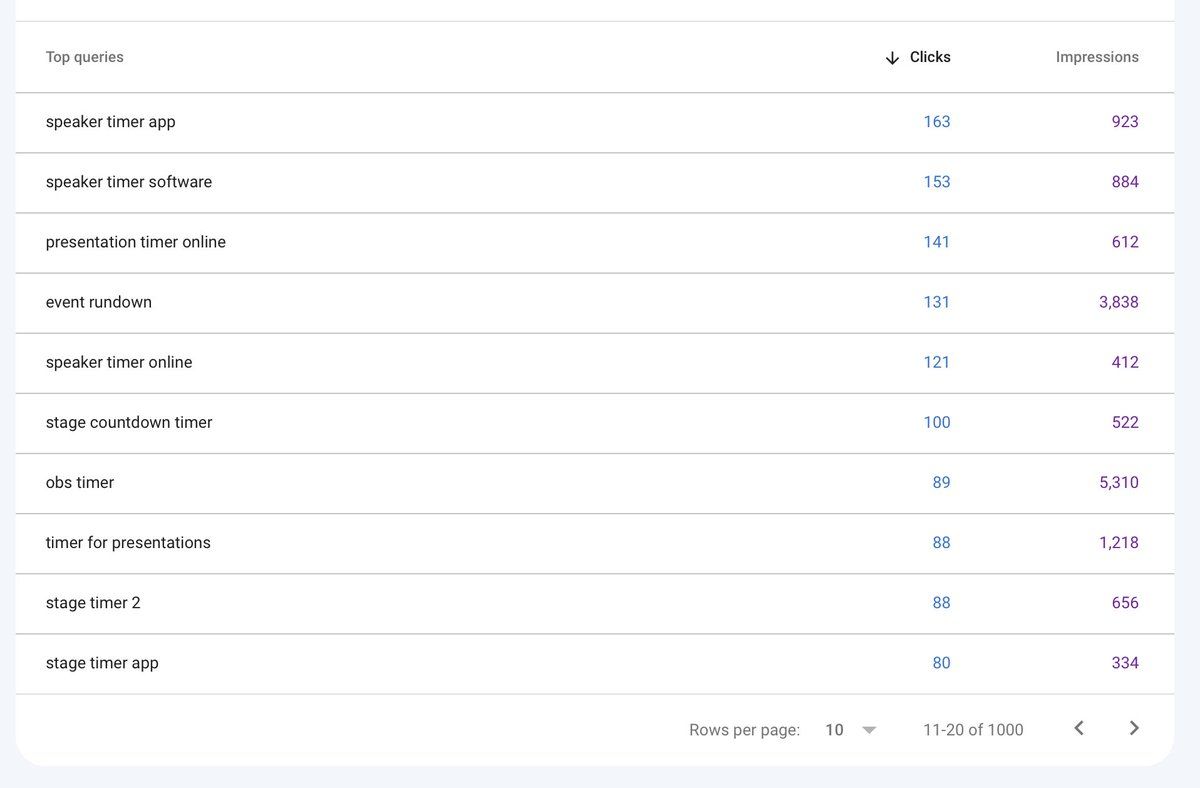 Top queries Clicks Impressions
speaker timer app 163 923
speaker timer software 153 884
presentation timer online 141 612
event rundown 131 3,838
speaker timer online 121 412
stage countdown timer 100 522
obs timer 89 5,310
timer for presentations 88 1,218
stage timer 2 88 656
stage timer app 80 334
Rows per page: 10 11-20 of 1000